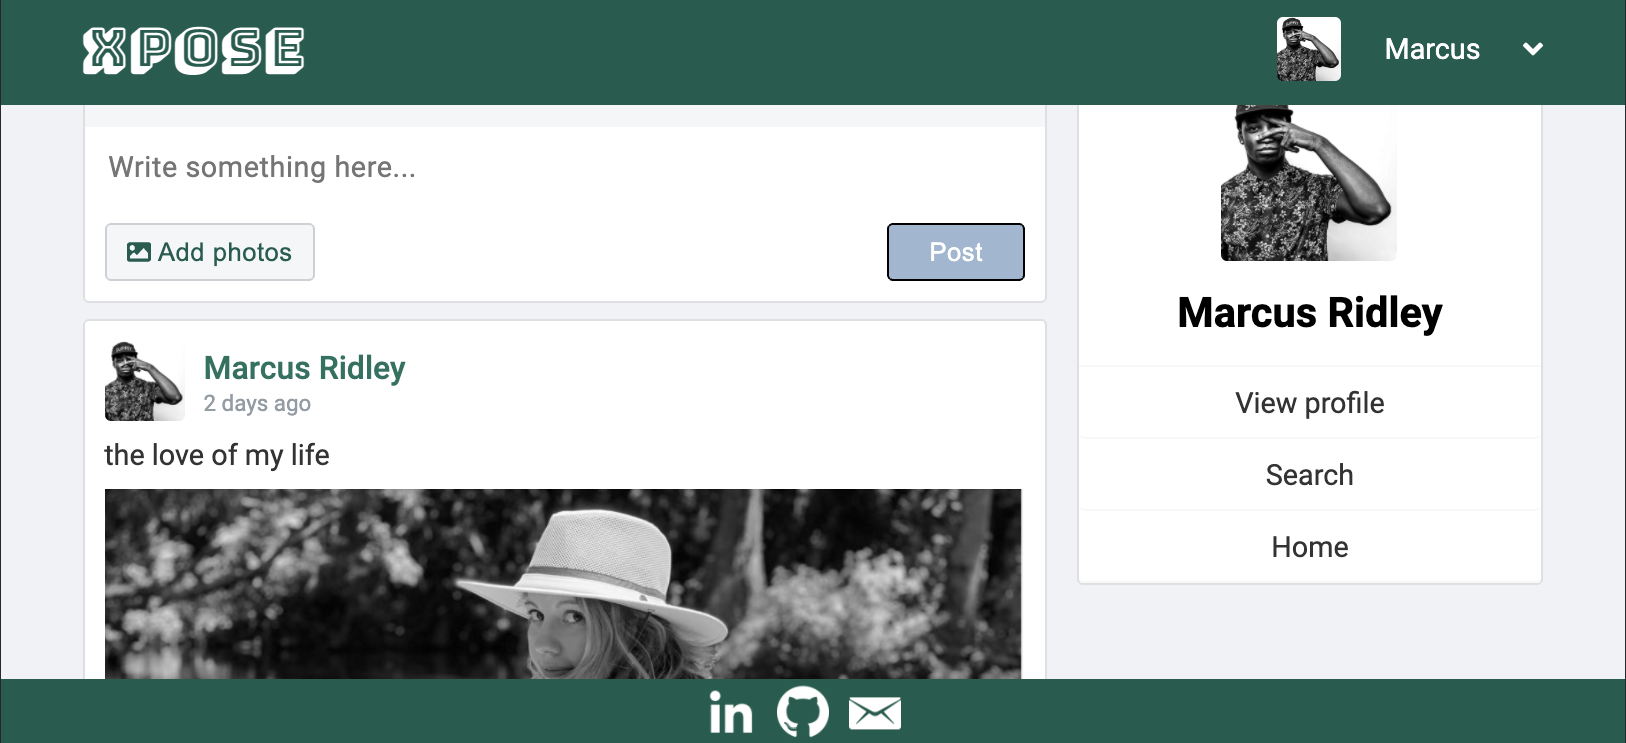 XPOSE
Marcus
Write something here...
Add photos
Post
Marcus Ridley
2 days ago
the love of my life
Marcus Ridley
View profile
Search
Home
in